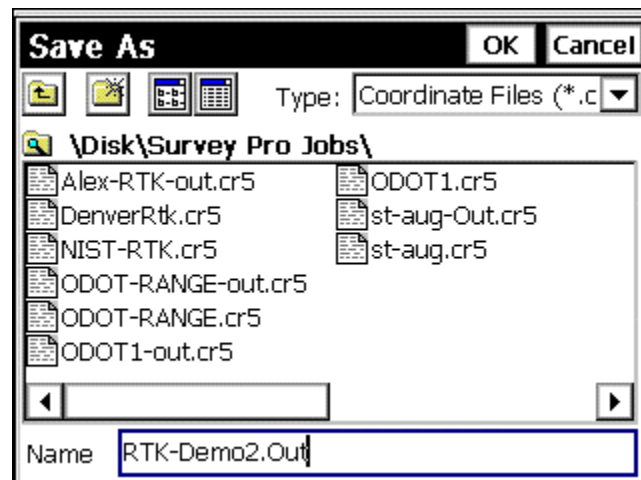 Save As OK Cancel
Type: Coordinate Files (*.c
\Disk\Survey Pro Jobs\
Alex-RTK-out.cr5 ODOT1.cr5
DenverRtk.cr5 st-aug-Out.cr5
NIST-RTK.cr5 st-aug.cr5
ODOT-RANGE-out.cr5
ODOT-RANGE.cr5
ODOT1-out.cr5
Name RTK-Demo2.Out